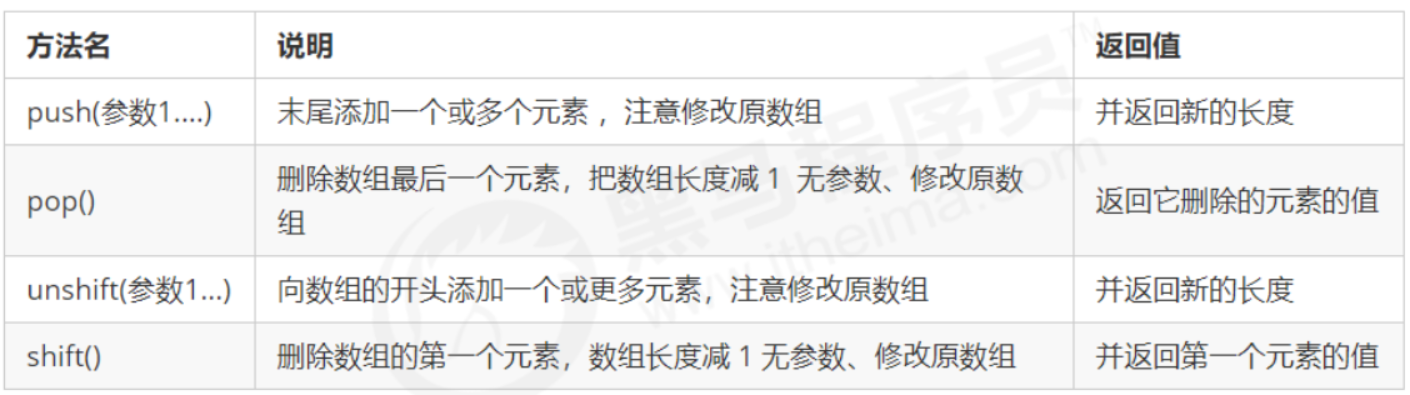 方法名 说明 返回值
push(参数1....) 末尾添加一个或多个元素 ，注意修改原数组 并返回新的长度
pop() 删除数组最后一个元素，把数组长度减 1 无参数、修改原数
组 返回它删除的元素的值
unshift(参数1...) 向数组的开头添加一个或更多元素，注意修改原数组 并返回新的长度
shift() 删除数组的第一个元素，数组长度减 1 无参数、修改原数组 并返回第一个元素的值
黑马程序员™
www.itheima.com